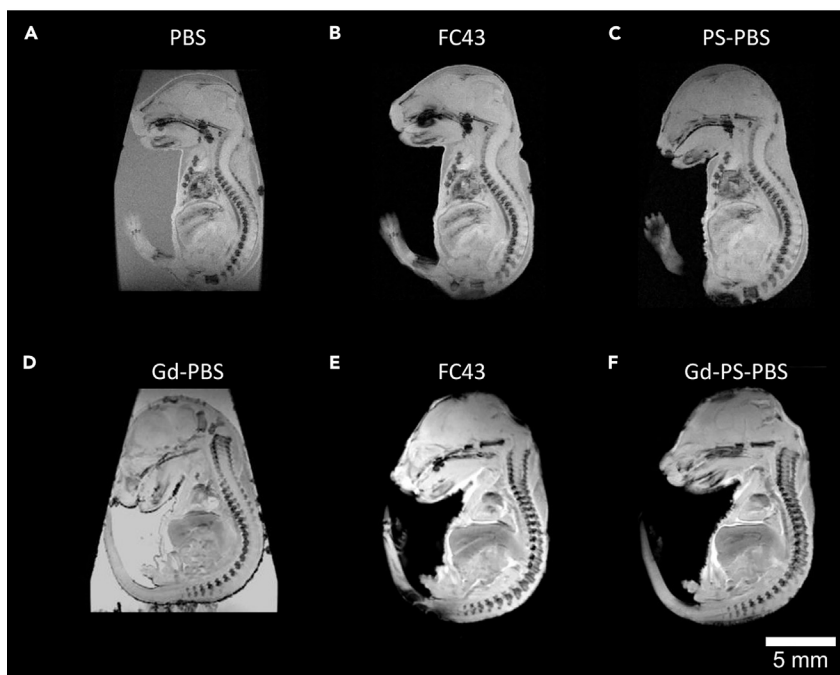 A PBS
B FC43
C PS-PBS
D Gd-PBS
E FC43
F Gd-PS-PBS
5 mm